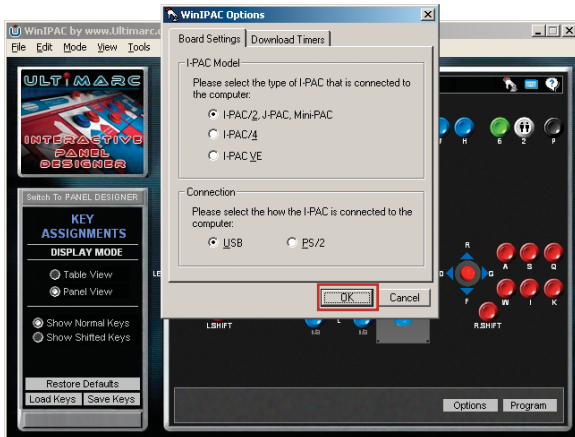 WinIPAC Options
WinIPAC by www.Ultimarc.c
File Edit Mode View Tools
Board Settings Download Timers
I-PAC Model
Please select the type of I-PAC that is connected to
the computer:
I-PAC/2, J-PAC, Mini-PAC
I-PAC/4
I-PAC VE
Connection
Please select the how the I-PAC is connected to the
computer:
USB PS/2
OK Cancel
ULTIMARC
INTERACTIVE
PANEL
DESIGNER
Switch To PANEL DESIGNER
KEY
ASSIGNMENTS
DISPLAY MODE
Table View
Panel View
Show Normal Keys
Show Shifted Keys
Restore Defaults
Load Keys Save Keys
H 6 2 P
R
A S Q
D G
F W I K
LE
LSHIFT L R.SHIFT
Options Program